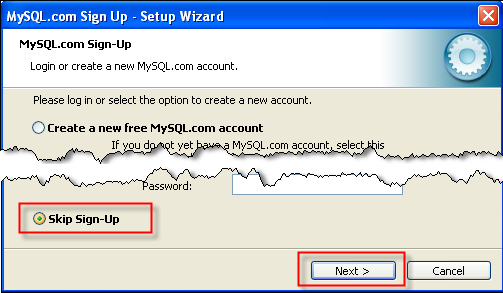 MySQL.com Sign Up - Setup Wizard
MySQL.com Sign-Up
Login or create a new MySQL.com account.
Please log in or select the option to create a new account.
Create a new free MySQL.com account
If you do not yet have a MySQL.com account, select this
Password:
Skip Sign-Up
Next >
Cancel